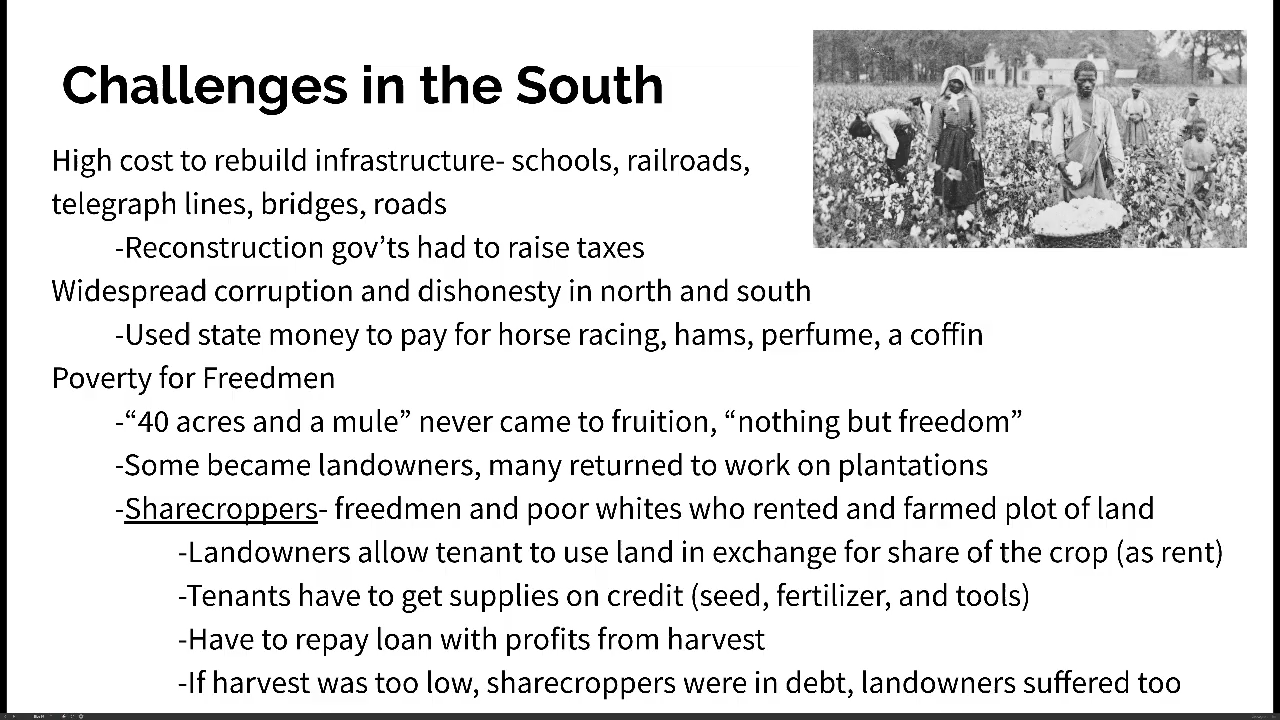 Challenges in the South
High cost to rebuild infrastructure- schools, railroads,
telegraph lines, bridges, roads
-Reconstruction gov’ts had to raise taxes
Widespread corruption and dishonesty in north and south
-Used state money to pay for horse racing, hams, perfume, a coffin
Poverty for Freedmen
-“40 acres and a mule” never came to fruition, “nothing but freedom”
-Some became landowners, many returned to work on plantations
-Sharecroppers- freedmen and poor whites who rented and farmed plot of land
-Landowners allow tenant to use land in exchange for share of the crop (as rent)
-Tenants have to get supplies on credit (seed, fertilizer, and tools)
-Have to repay loan with profits from harvest
-If harvest was too low, sharecroppers were in debt, landowners suffered too